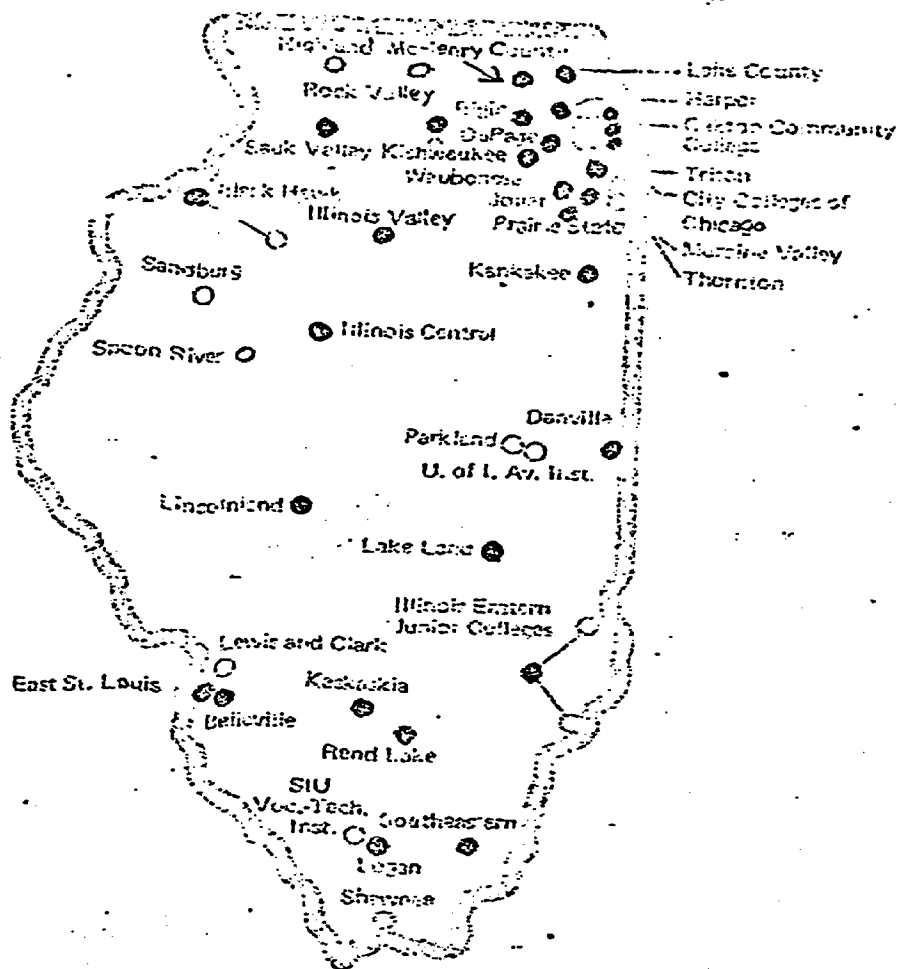 Highland McHenry County
Rock Valley
Elgin
DuPage
Sauk Valley Kishwaukee
Waubonsee
Black Hawk
Joliet
Illinois Valley
Prairie State
Sandburg
Kankakee
Illinois Central
Spoon River
Lake County
Harper
Oakton Community
College
Triton
City Colleges of
Chicago
Moraine Valley
Thornton
Danville
Parkland
U. of I. Av. Inst.
Lincolnland
Lake Land
Illinois Eastern
Junior Colleges
Lewis and Clark
East St. Louis
Kaskaskia
Belleville
Rend Lake
SIU
Voc.-Tech.
Inst.
Southeastern
Logan
Shawnee